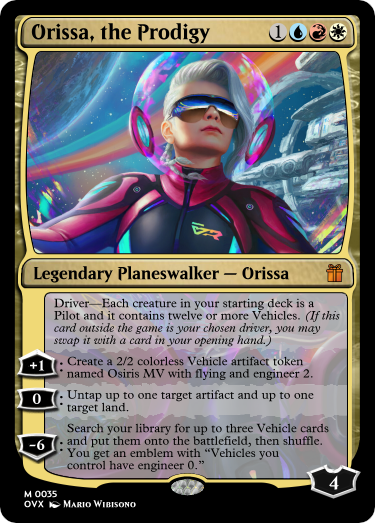 Orissa, the Prodigy 1
Legendary Planeswalker — Orissa
Driver—Each creature in your starting deck is a
Pilot and it contains twelve or more Vehicles. (If this
card outside the game is your chosen driver, you may
swap it with a card in your opening hand.)
+1: Create a 2/2 colorless Vehicle artifact token
named Osiris MV with flying and engine 2.
0: Untap up to one target artifact and up to one
target land.
-6: Search your library for up to three Vehicle cards
and put them onto the battlefield, then shuffle.
You get an emblem with “Vehicles you
control have engine 0.”
4
M 0035
OVX Mario Wibisono